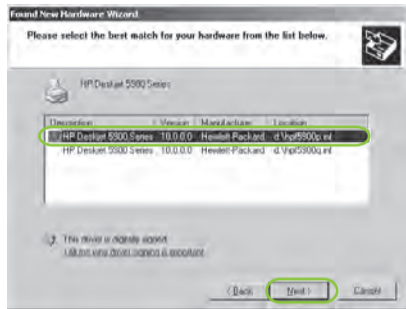 Found New Hardware Wizard
Please select the best match for your hardware from the list below.
HP Deskjet 5900 Series
Description Version Manufacturer Location
HP Deskjet 5900 Series 10.0.0.0 Hewlett-Packard d:\hpf5900p.inf
HP Deskjet 5900 Series 10.0.0.0 Hewlett-Packard d:\hpf5900q.inf
This driver is digitally signed.
Tell me why driver signing is important
< Back Next > Cancel